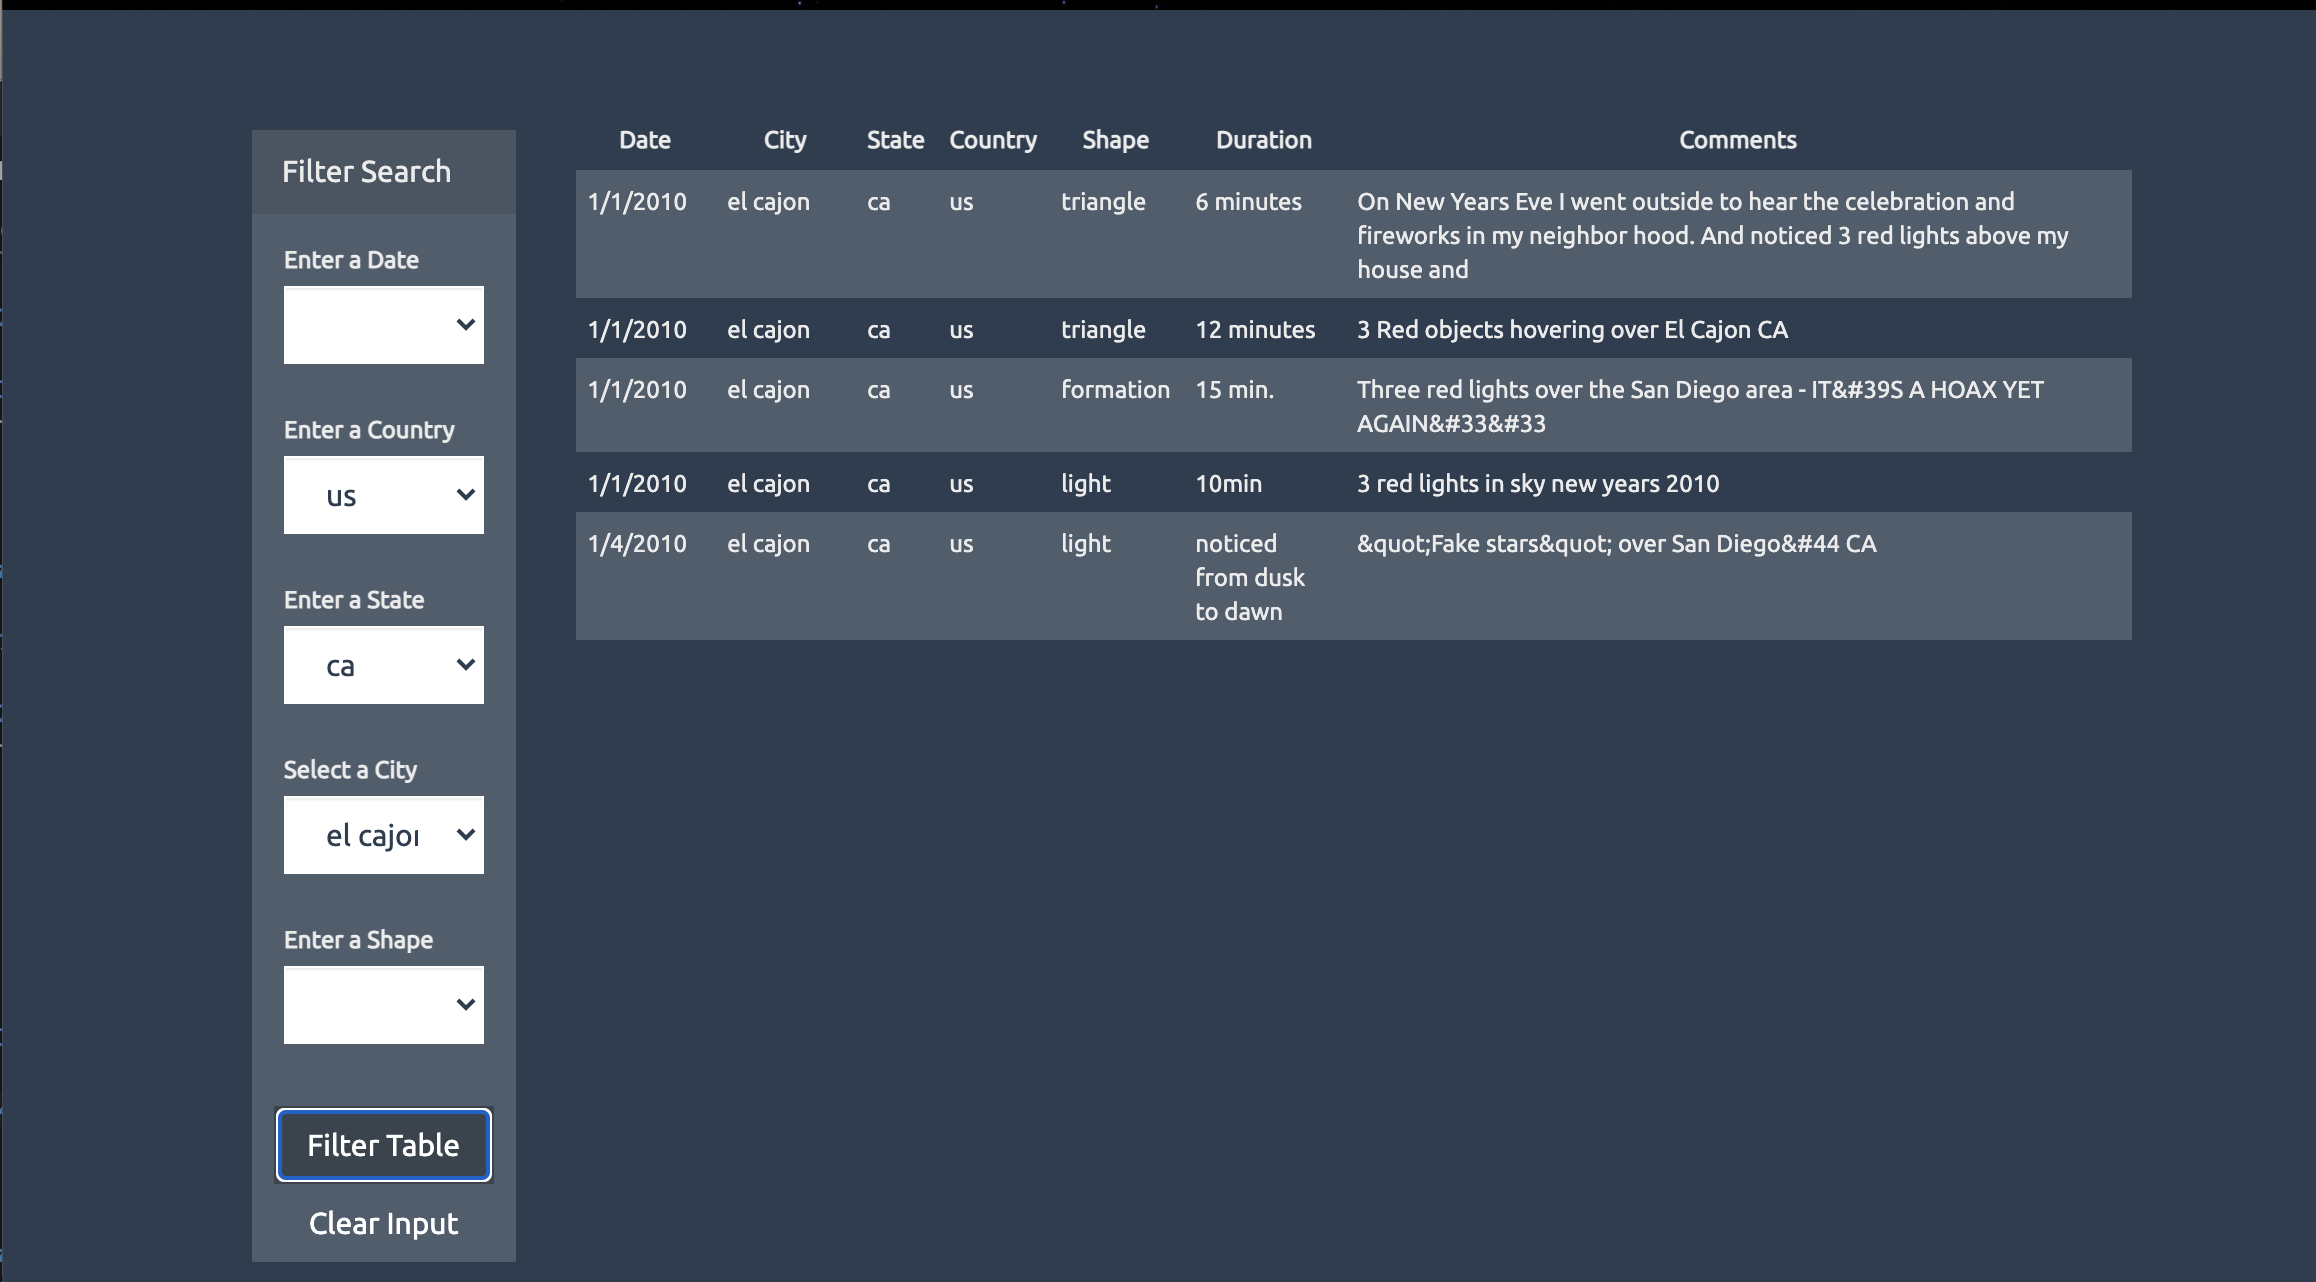 Filter Search
Enter a Date
Enter a Country
us
Enter a State
ca
Select a City
el cajon
Enter a Shape
Filter Table
Clear Input
Date City State Country Shape Duration Comments
1/1/2010 el cajon ca us triangle 6 minutes On New Years Eve I went outside to hear the celebration and
fireworks in my neighbor hood. And noticed 3 red lights above my
house and
1/1/2010 el cajon ca us triangle 12 minutes 3 Red objects hovering over El Cajon CA
1/1/2010 el cajon ca us formation 15 min. Three red lights over the San Diego area - IT&#39S A HOAX YET
AGAIN&#33&#33
1/1/2010 el cajon ca us light 10min 3 red lights in sky new years 2010
1/4/2010 el cajon ca us light noticed &quot;Fake stars&quot; over San Diego&#44 CA
from dusk
to dawn